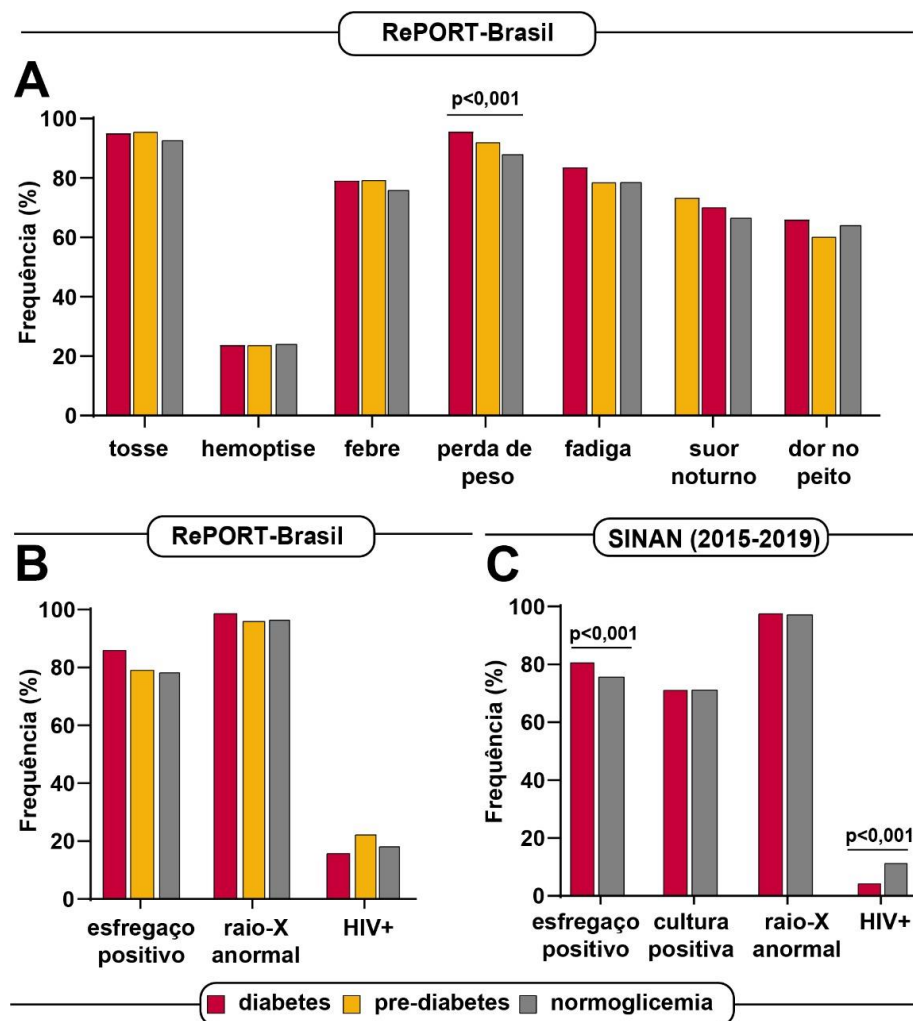 RePORT-Brasil
A
p<0,001
100
80
60
40
20
0
Frequência (%)
tosse
hemoptise
febre
perda de
peso
fadiga
suor
noturno
dor no
peito
RePORT-Brasil
B
100
80
60
40
20
0
Frequência (%)
esfregaço
positivo
raio-X
anormal
HIV+
SINAN (2015-2019)
C
100
80
60
40
20
0
Frequência (%)
p<0,001
p<0,001
esfregaço
positivo
cultura
positiva
raio-X
anormal
HIV+
diabetes pre-diabetes normoglicemia